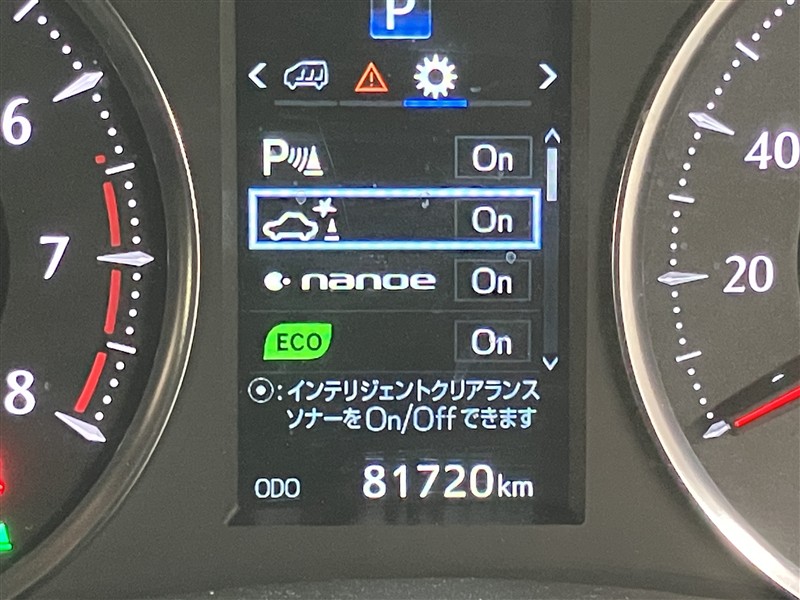 P
P On
On
nanoe On
ECO On
⦿:インテリジェントクリアランス
ソナーをOn/Offできます
ODO 81720km
6
7
8
40
20